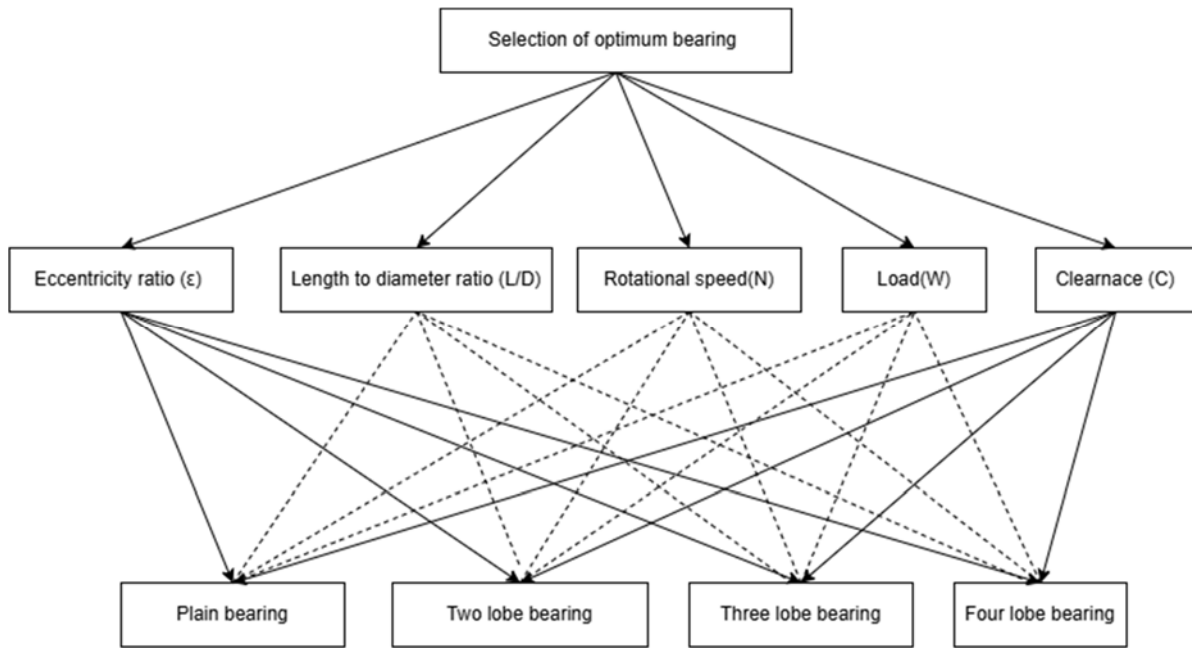 Selection of optimum bearing
Eccentricity ratio (ε)
Length to diameter ratio (L/D)
Rotational speed(N)
Load(W)
Clearnace (C)
Plain bearing
Two lobe bearing
Three lobe bearing
Four lobe bearing